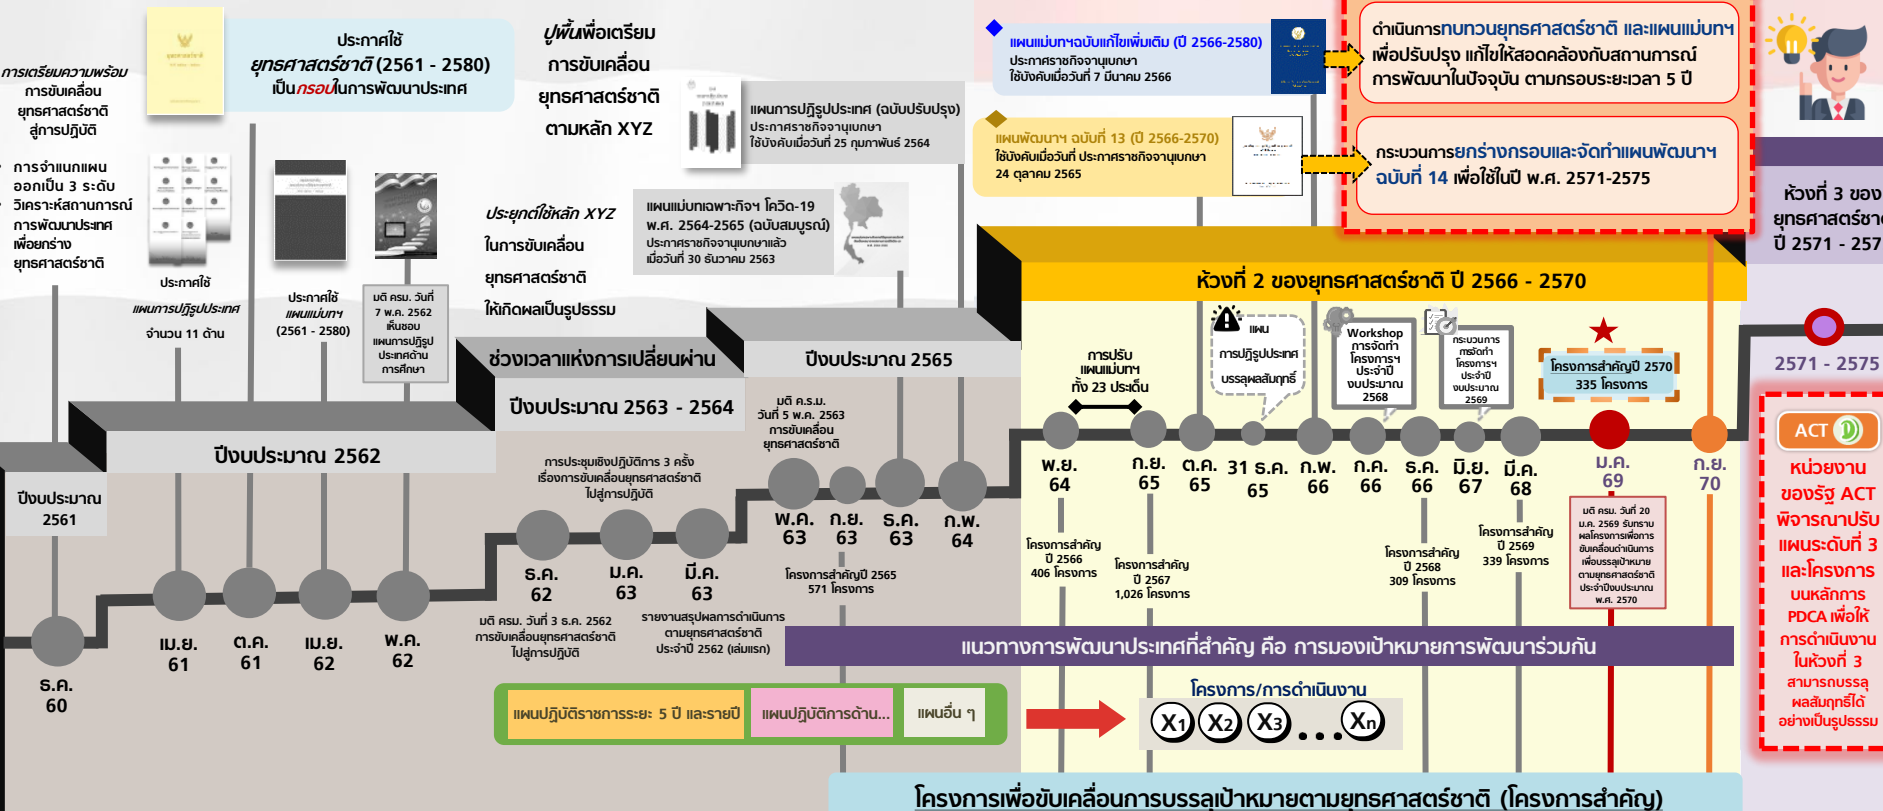 การเตรียมความพร้อม
การขับเคลื่อน
ยุทธศาสตร์ชาติ
สู่การปฏิบัติ
การจำแนกแผน
ออกเป็น 3 ระดับ
วิเคราะห์สถานการณ์
การพัฒนาประเทศ
เพื่อยกร่าง
ยุทธศาสตร์ชาติ
ประกาศใช้
ยุทธศาสตร์ชาติ (2561 - 2580)
เป็นกรอบในการพัฒนาประเทศ
ประกาศใช้
แผนการปฏิรูปประเทศ
จำนวน 11 ด้าน
ประกาศใช้
แผนแม่บทฯ
(2561 - 2580)
มติ ครม. วันที่
7 พ.ค. 2562
เห็นชอบ
แผนการปฏิรูป
ประเทศด้าน
การศึกษา
ปูพื้นเพื่อเตรียม
การขับเคลื่อน
ยุทธศาสตร์ชาติ
ตามหลัก XYZ
ประยุกต์ใช้หลัก XYZ
ในการขับเคลื่อน
ยุทธศาสตร์ชาติ
ให้เกิดผลเป็นรูปธรรม
แผนการปฏิรูปประเทศ (ฉบับปรับปรุง)
ประกาศราชกิจจานุเบกษา
ใช้บังคับเมื่อวันที่ 25 กุมภาพันธ์ 2564
แผนแม่บทเฉพาะกิจฯ โควิด-19
พ.ศ. 2564-2565 (ฉบับสมบูรณ์)
ประกาศราชกิจจานุเบกษาแล้ว
เมื่อวันที่ 30 ธันวาคม 2563
แผนแม่บทฯฉบับแก้ไขเพิ่มเติม (ปี 2566-2580)
ประกาศราชกิจจานุเบกษา
ใช้บังคับเมื่อวันที่ 7 มีนาคม 2566
แผนพัฒนาฯ ฉบับที่ 13 (ปี 2566-2570)
ใช้บังคับเมื่อวันที่ ประกาศราชกิจจานุเบกษา
24 ตุลาคม 2565
ดำเนินการทบทวนยุทธศาสตร์ชาติ และแผนแม่บทฯ
เพื่อปรับปรุง แก้ไขให้สอดคล้องกับสถานการณ์
การพัฒนาในปัจจุบัน ตามกรอบระยะเวลา 5 ปี
กระบวนการยกร่างกรอบและจัดทำแผนพัฒนาฯ
ฉบับที่ 14 เพื่อใช้ในปี พ.ศ. 2571-2575
ห้วงที่ 3 ของ
ยุทธศาสตร์ชาติ
ปี 2571 - 257
ห้วงที่ 2 ของยุทธศาสตร์ชาติ ปี 2566 - 2570
ปีงบประมาณ 2561
ปีงบประมาณ 2562
ช่วงเวลาแห่งการเปลี่ยนผ่าน
ปีงบประมาณ 2563 - 2564
ปีงบประมาณ 2565
การปรับ
แผนแม่บทฯ
ทั้ง 23 ประเด็น
แผน
การปฏิรูปประเทศ
บรรลุผลสัมฤทธิ์
Workshop
การจัดทำ
โครงการฯ
ประจำปี
งบประมาณ
2568
กระบวนการ
การจัดทำ
โครงการฯ
ประจำปี
งบประมาณ
2569
โครงการสำคัญปี 2570
335 โครงการ
2571 - 2575
มติ ค.ร.ม.
วันที่ 5 พ.ค. 2563
การขับเคลื่อน
ยุทธศาสตร์ชาติ
การประชุมเชิงปฏิบัติการ 3 ครั้ง
เรื่องการขับเคลื่อนยุทธศาสตร์ชาติ
ไปสู่การปฏิบัติ
ธ.ค.
60
เม.ย.
61
ต.ค.
61
เม.ย.
62
พ.ค.
62
ธ.ค.
62
ม.ค.
63
มี.ค.
63
พ.ค.
63
ก.ย.
63
ธ.ค.
63
ก.พ.
64
พ.ย.
64
ก.ย.
65
ต.ค.
65
31 ธ.ค.
65
ก.พ.
66
ก.ค.
66
ธ.ค.
66
มิ.ย.
67
มี.ค.
68
ม.ค.
69
ก.ย.
70
มติ ครม. วันที่ 3 ธ.ค. 2562
การขับเคลื่อนยุทธศาสตร์ชาติ
ไปสู่การปฏิบัติ
รายงานสรุปผลการดำเนินการ
ตามยุทธศาสตร์ชาติ
ประจำปี 2562 (เล่มแรก)
โครงการสำคัญปี 2565
571 โครงการ
โครงการสำคัญ
ปี 2566
406 โครงการ
โครงการสำคัญ
ปี 2567
1,026 โครงการ
โครงการสำคัญ
ปี 2568
309 โครงการ
โครงการสำคัญ
ปี 2569
339 โครงการ
มติ ครม. วันที่ 20
ม.ค. 2569 รับทราบ
ผลโครงการเพื่อการ
ขับเคลื่อนดำเนินการ
เพื่อบรรลุเป้าหมาย
ตามยุทธศาสตร์ชาติ
ประจำปีงบประมาณ
พ.ศ. 2570
ACT
หน่วยงาน
ของรัฐ ACT
พิจารณาปรับ
แผนระดับที่ 3
และโครงการ
บนหลักการ
PDCA เพื่อให้
การดำเนินงาน
ในห้วงที่ 3
สามารถบรรลุ
ผลสัมฤทธิ์ได้
อย่างเป็นรูปธรรม
แนวทางการพัฒนาประเทศที่สำคัญ คือ การมองเป้าหมายการพัฒนาร่วมกัน
แผนปฏิบัติราชการระยะ 5 ปี และรายปี
แผนปฏิบัติการด้าน...
แผนอื่น ๆ
โครงการ/การดำเนินงาน
X1 X2 X3 ... Xn
โครงการเพื่อขับเคลื่อนการบรรลุเป้าหมายตามยุทธศาสตร์ชาติ (โครงการสำคัญ)